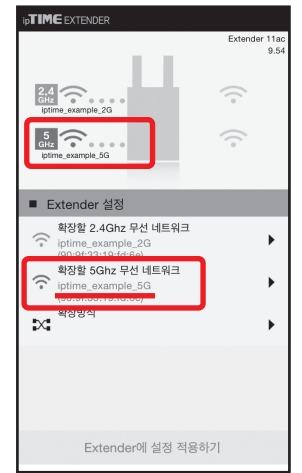 ipTIME EXTENDER
Extender 11ac
9.54
2,4
GHz
iptime_example_2G
5
GHz
iptime_example_5G
■ Extender 설정
확장할 2.4Ghz 무선 네트워크
iptime_example_2G
(90:9f:33:19:fd:6e)
확장할 5Ghz 무선 네트워크
iptime_example_5G
확장방식
Extender에 설정 적용하기